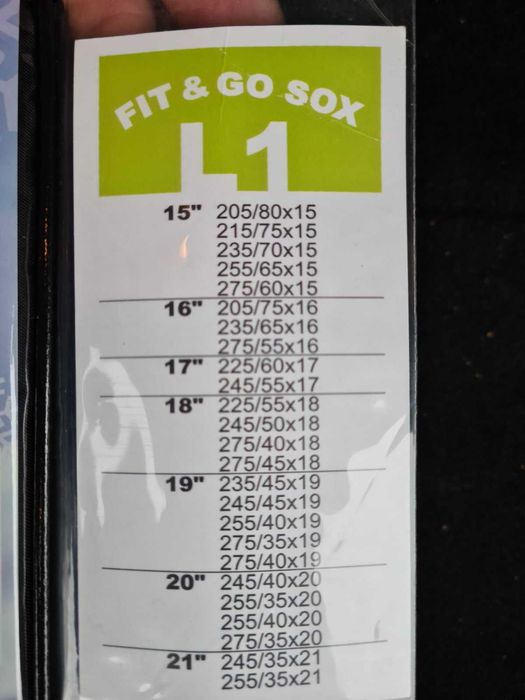 FIT & GO SOX
L1
15" 205/80x15
215/75x15
235/70x15
255/65x15
275/60x15
16" 205/75x16
235/65x16
275/55x16
17" 225/60x17
245/55x17
18" 225/55x18
245/50x18
275/40x18
275/45x18
19" 235/45x19
245/45x19
255/40x19
275/35x19
275/40x19
20" 245/40x20
255/35x20
255/40x20
275/35x20
21" 245/35x21
255/35x21